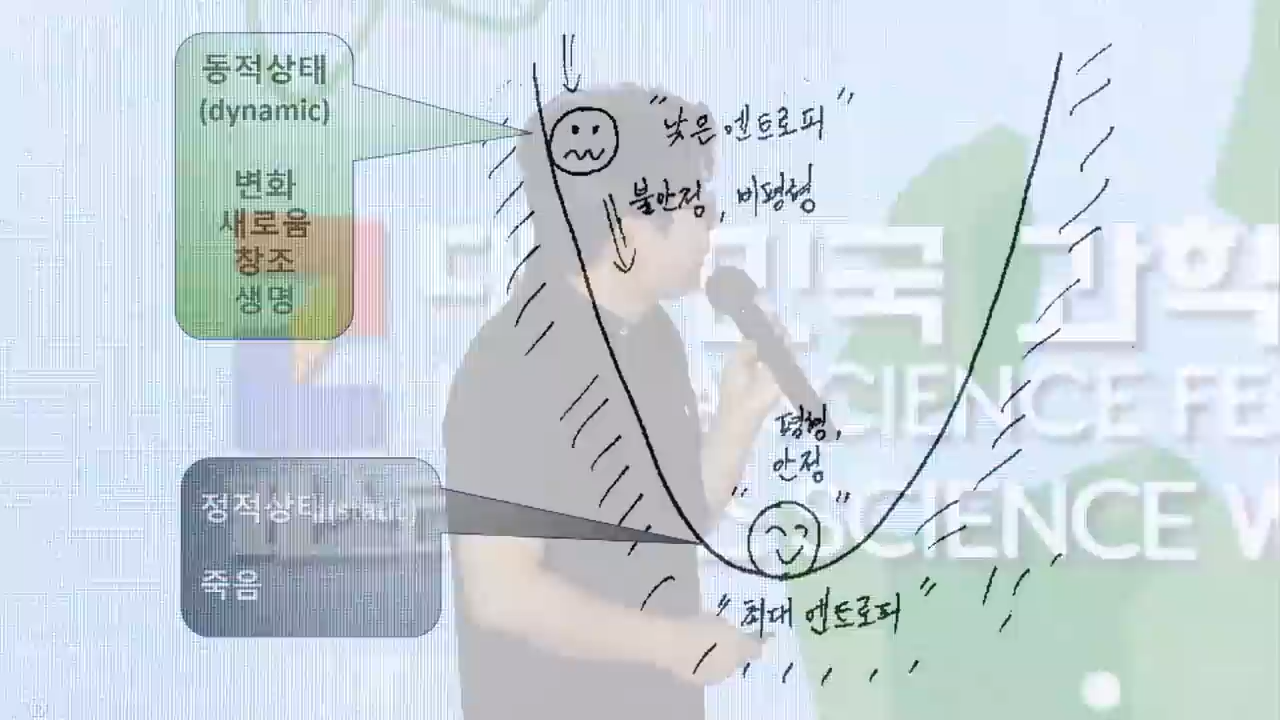 동적상태
(dynamic)
변화
새로움
창조
생명
"낮은 엔트로피"
불안정, 비평형
민국 과학
SCIENCE FE
평형,
안정
SCIENCE W
정적상태(static)
죽음
"최대 엔트로피"